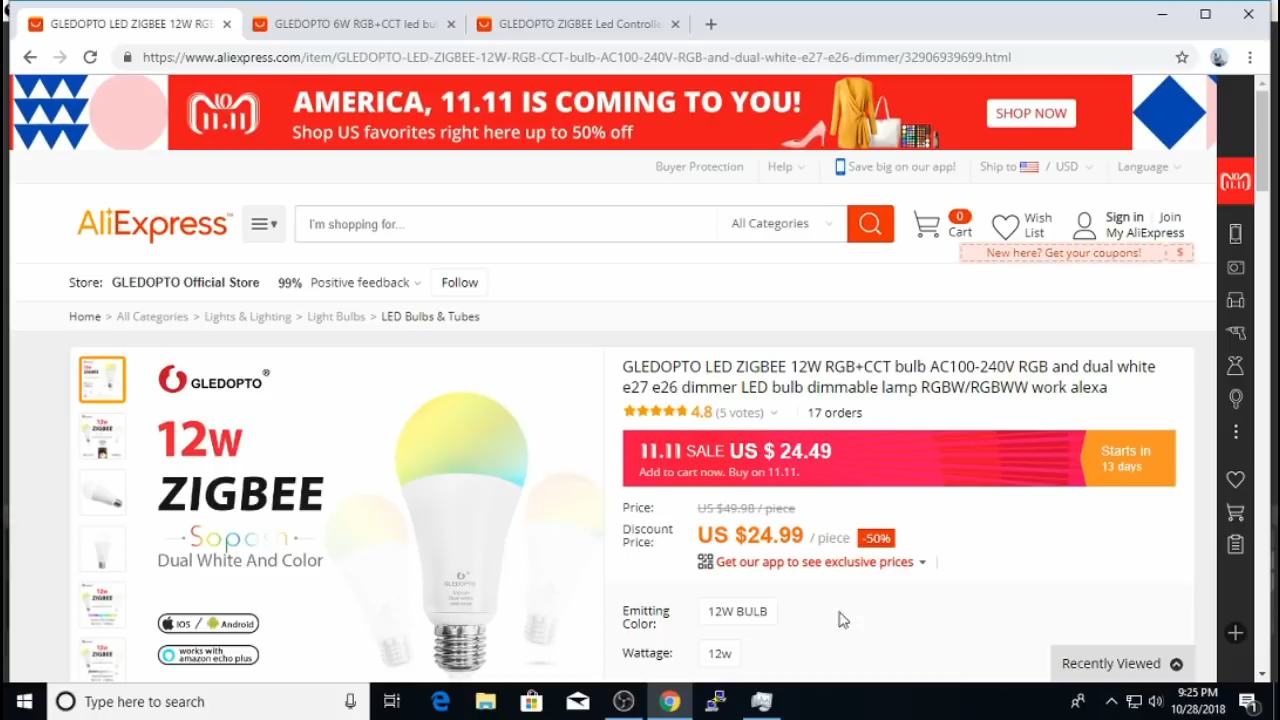 GLEDOPTO LED ZIGBEE 12W RGB
GLEDOPTO 6W RGB+CCT led bu
GLEDOPTO ZIGBEE Led Controlle
https://www.aliexpress.com/item/GLEDOPTO-LED-ZIGBEE-12W-RGB-CCT-bulb-AC100-240V-RGB-and-dual-white-e27-e26-dimmer/32906939699.html
11.11
AMERICA, 11.11 IS COMING TO YOU!
Shop US favorites right here up to 50% off
SHOP NOW
Buyer Protection
Help
Save big on our app!
Ship to / USD
Language
AliExpress™
I'm shopping for...
All Categories
0
Cart
Wish
List
Sign in Join
My AliExpress
New here? Get your coupons! $
Store: GLEDOPTO Official Store 99% Positive feedback
Follow
Home > All Categories > Lights & Lighting > Light Bulbs > LED Bulbs & Tubes
GLEDOPTO®
12W
ZIGBEE
Dual White And Color
iOS / Android
works with
amazon echo plus
GLEDOPTO LED ZIGBEE 12W RGB+CCT bulb AC100-240V RGB and dual white
e27 e26 dimmer LED bulb dimmable lamp RGBW/RGBWW work alexa
4.8 (5 votes) 17 orders
11.11 SALE US $ 24.49
Add to cart now. Buy on 11.11.
Starts in
13 days
Price: US $49.98 / piece
Discount
Price:
US $24.99 / piece -50%
Get our app to see exclusive prices
Emitting
Color:
12W BULB
Wattage: 12w
Recently Viewed
Type here to search
9:25 PM
10/28/2018
1